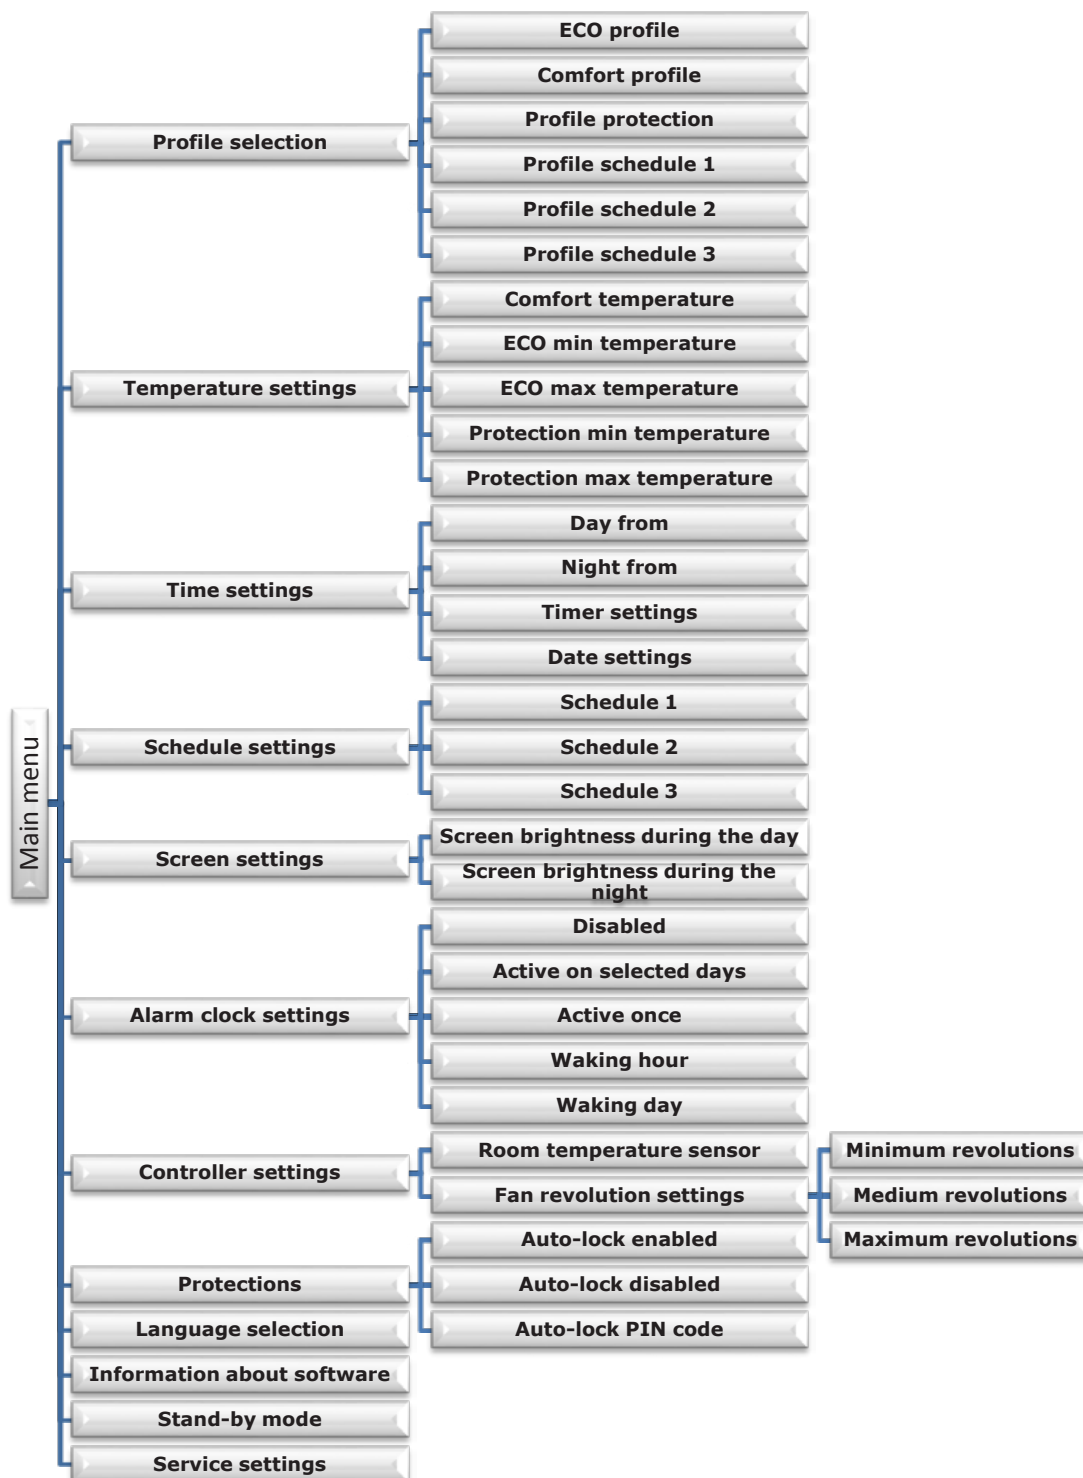 Main menu
Profile selection
ECO profile
Comfort profile
Profile protection
Profile schedule 1
Profile schedule 2
Profile schedule 3
Temperature settings
Comfort temperature
ECO min temperature
ECO max temperature
Protection min temperature
Protection max temperature
Time settings
Day from
Night from
Timer settings
Date settings
Schedule settings
Schedule 1
Schedule 2
Schedule 3
Screen settings
Screen brightness during the day
Screen brightness during the
night
Alarm clock settings
Disabled
Active on selected days
Active once
Waking hour
Waking day
Controller settings
Room temperature sensor
Fan revolution settings
Minimum revolutions
Medium revolutions
Maximum revolutions
Protections
Auto-lock enabled
Auto-lock disabled
Auto-lock PIN code
Language selection
Information about software
Stand-by mode
Service settings